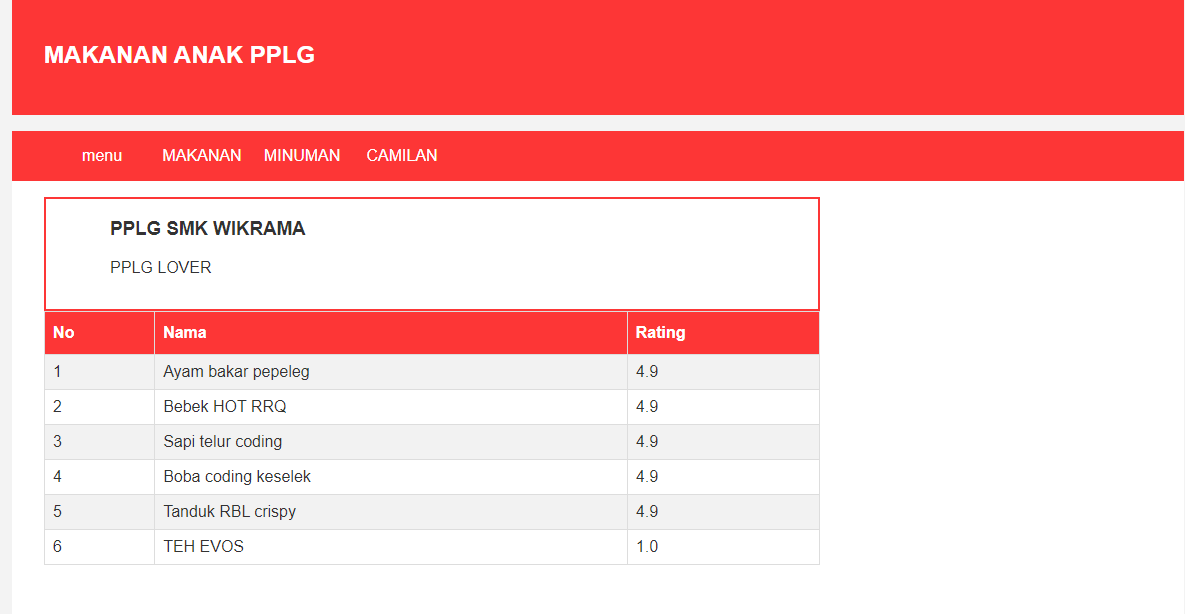 MAKANAN ANAK PPLG
menu MAKANAN MINUMAN CAMILAN
PPLG SMK WIKRAMA
PPLG LOVER
No Nama Rating
1 Ayam bakar pepeleg 4.9
2 Bebek HOT RRQ 4.9
3 Sapi telur coding 4.9
4 Boba coding keselek 4.9
5 Tanduk RBL crispy 4.9
6 TEH EVOS 1.0